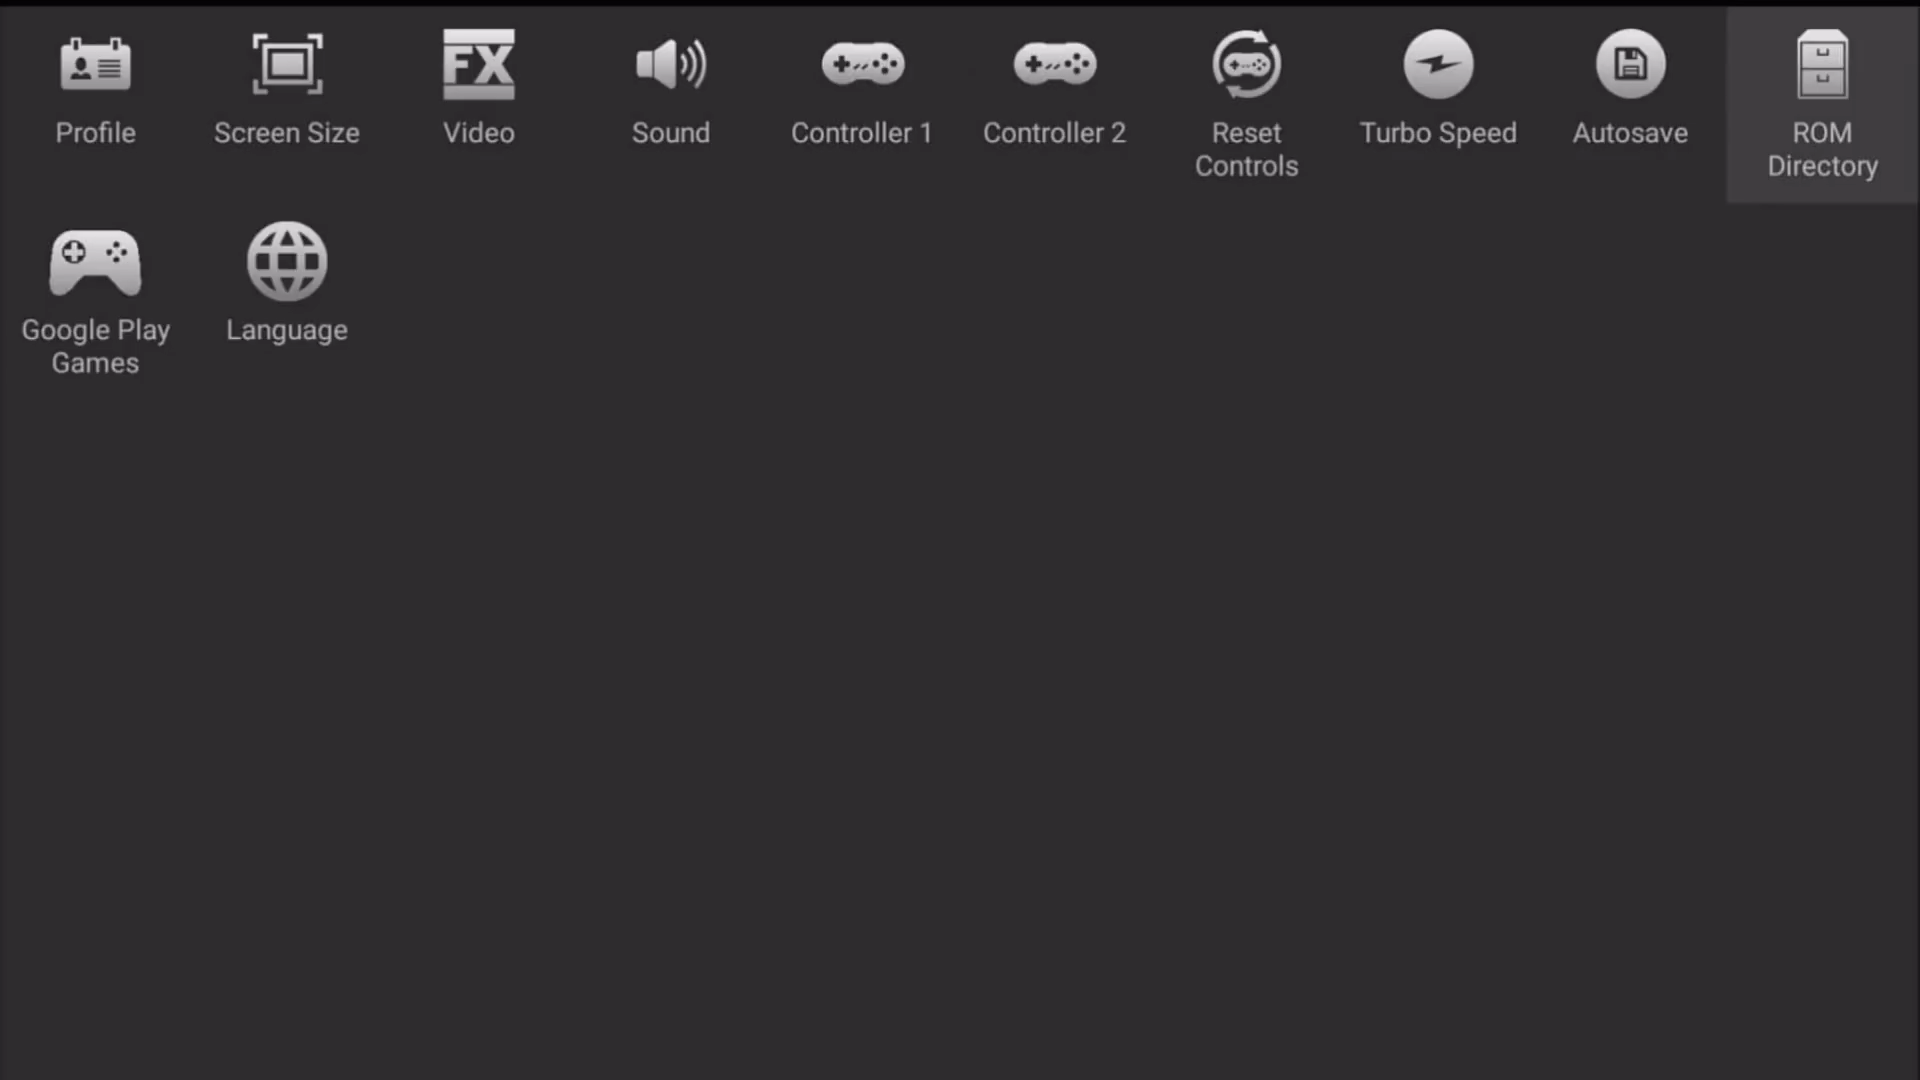 Profile
Screen Size
FX
Video
Sound
Controller 1
Controller 2
Reset
Controls
Turbo Speed
Autosave
ROM
Directory
Google Play
Games
Language